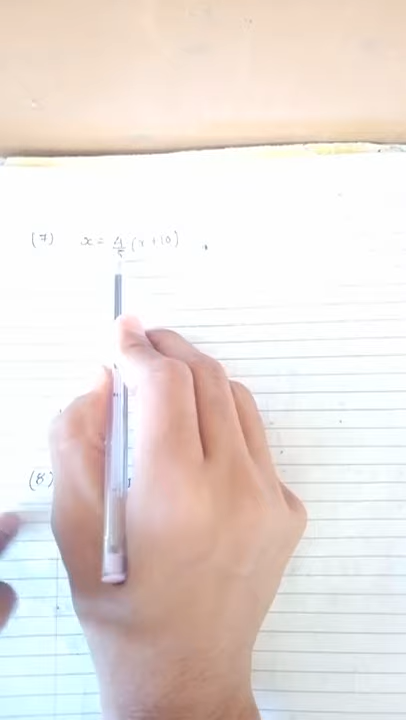 (7) x = 4/5 (x + 10)
(8)